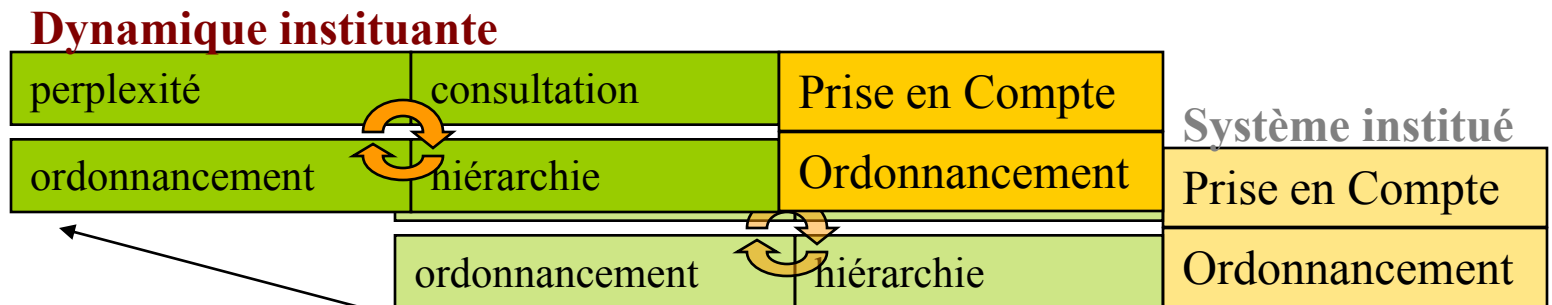 Dynamique instituante
perplexité consultation Prise en Compte
ordonnancement hiérarchie Ordonnancement
Système institué
Prise en Compte
ordonnancement hiérarchie Ordonnancement